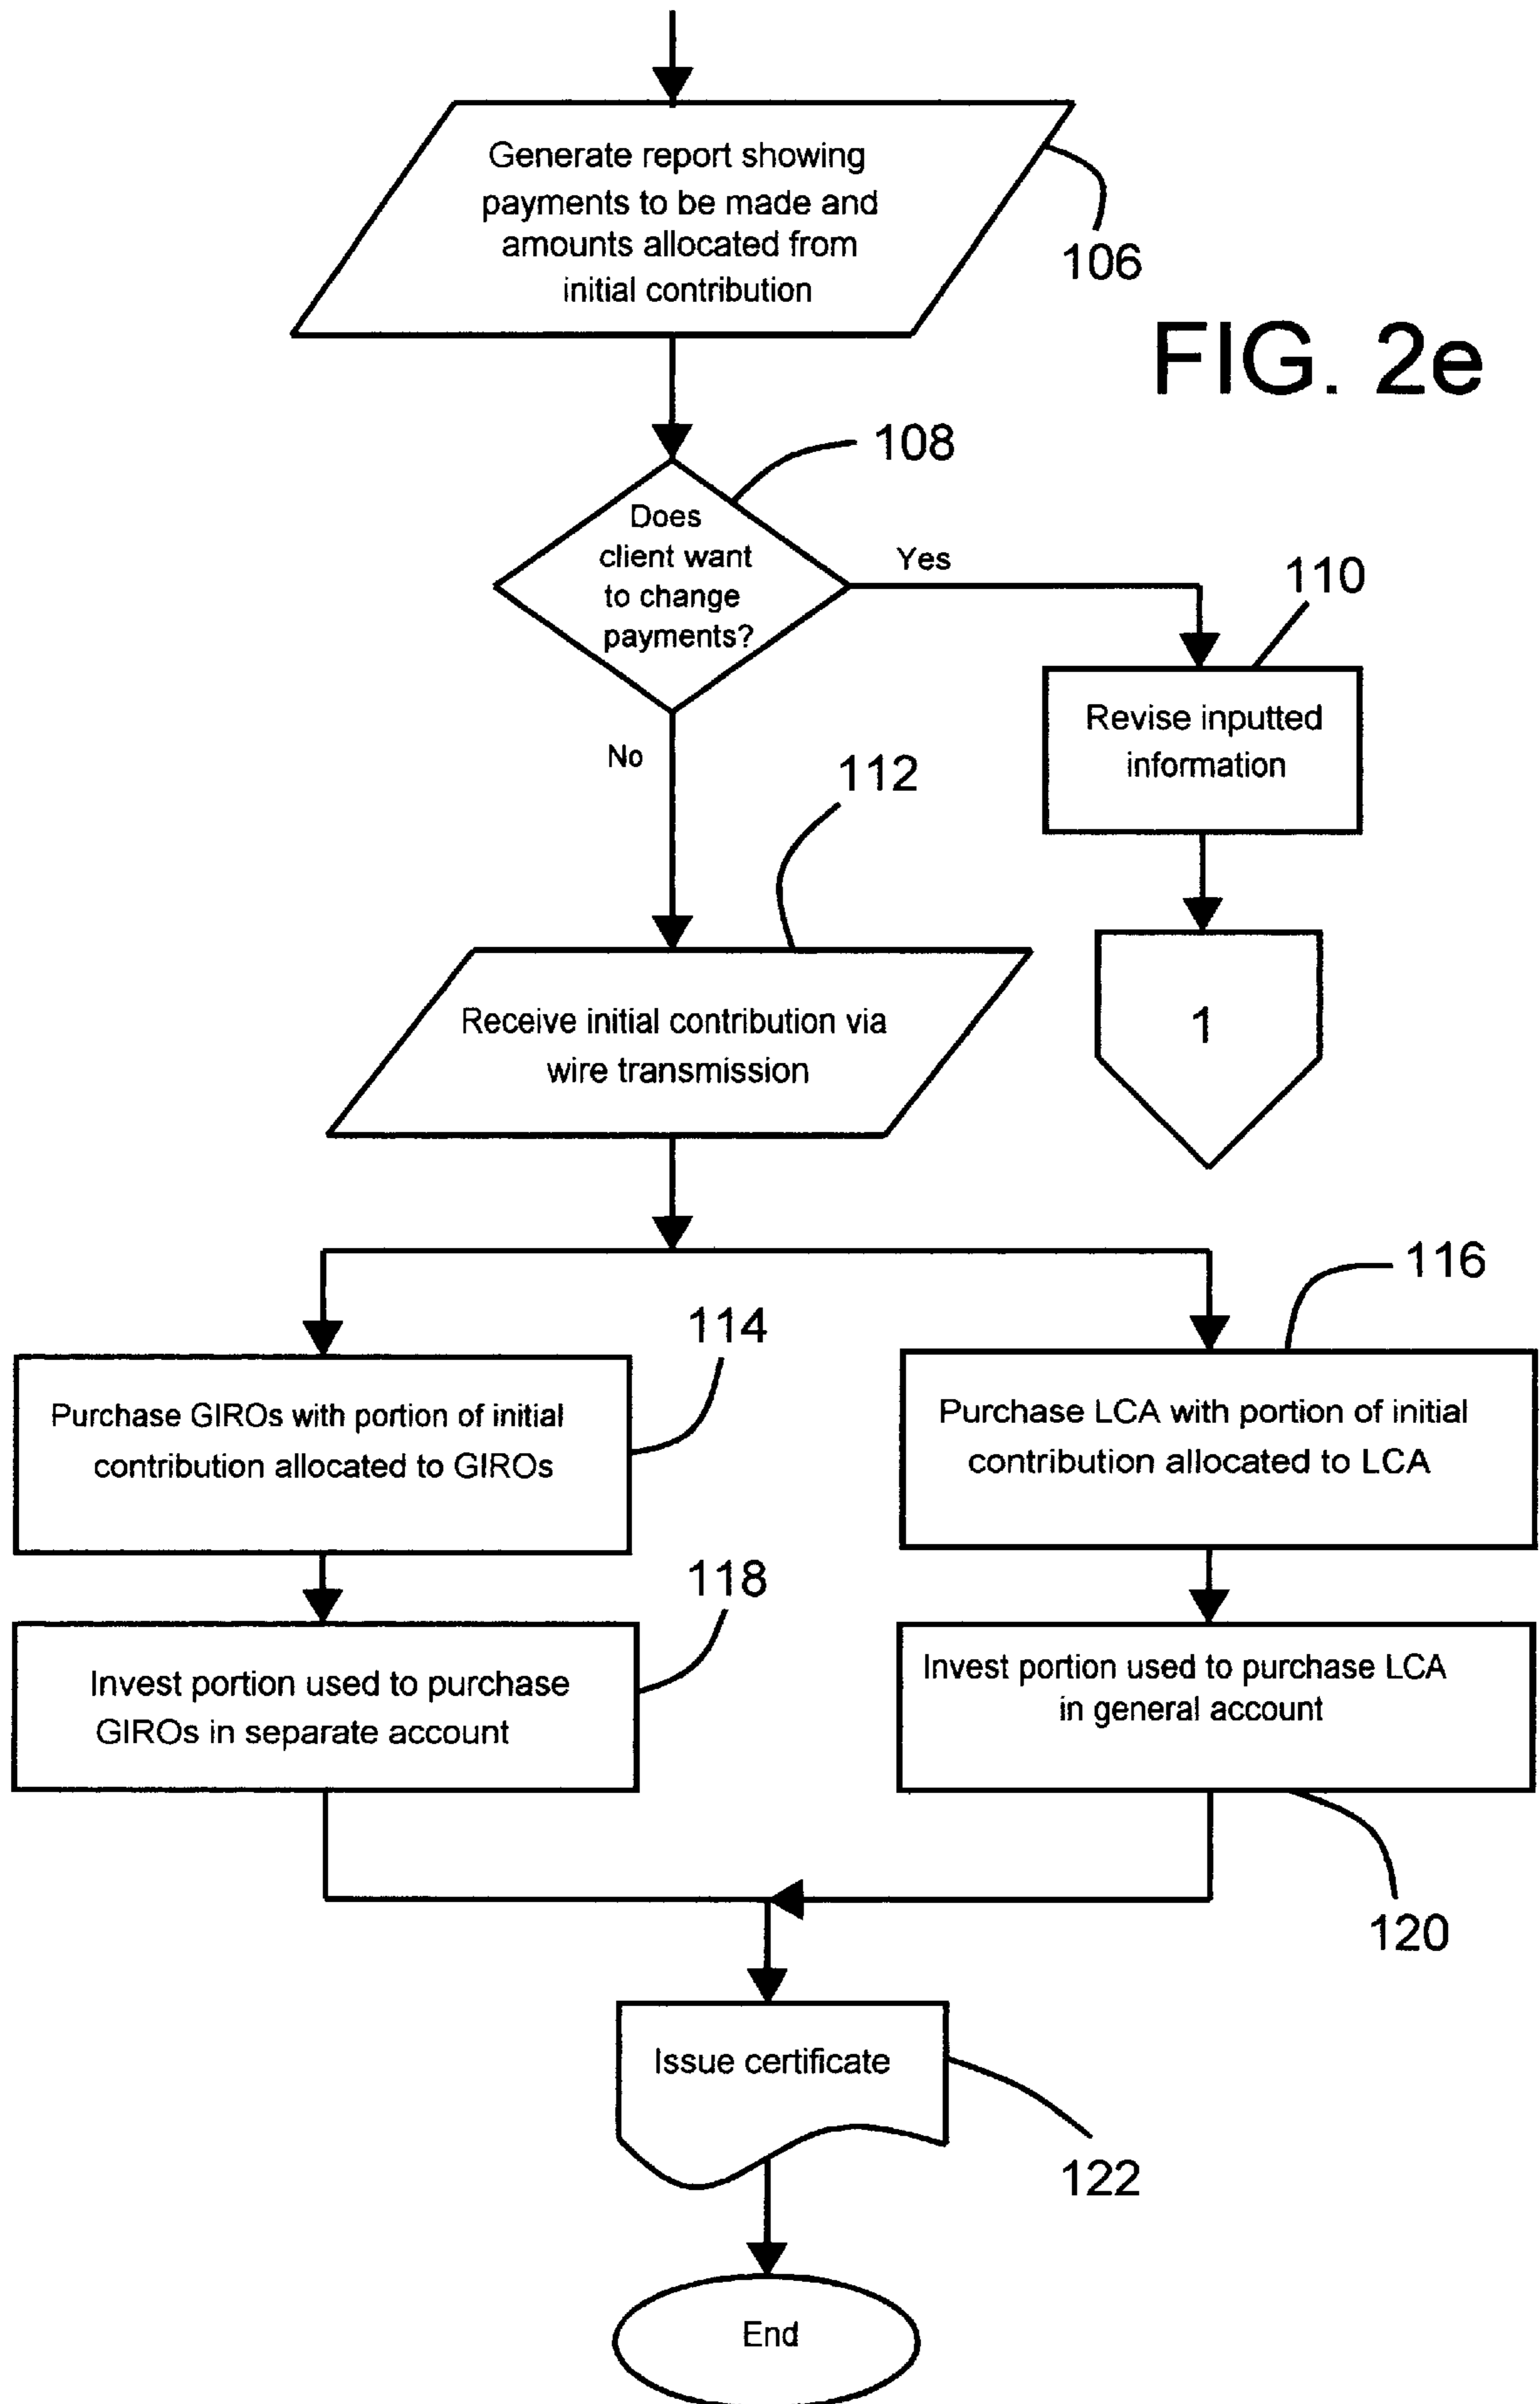 Generate report showing
payments to be made and
amounts allocated from
initial contribution
106
FIG. 2e
108
Does
client want
to change
payments?
Yes
110
Revise inputted
information
No
112
1
Receive initial contribution via
wire transmission
116
114
Purchase GIROs with portion of initial
contribution allocated to GIROs
Purchase LCA with portion of initial
contribution allocated to LCA
118
Invest portion used to purchase
GIROs in separate account
Invest portion used to purchase LCA
in general account
120
Issue certificate
122
End